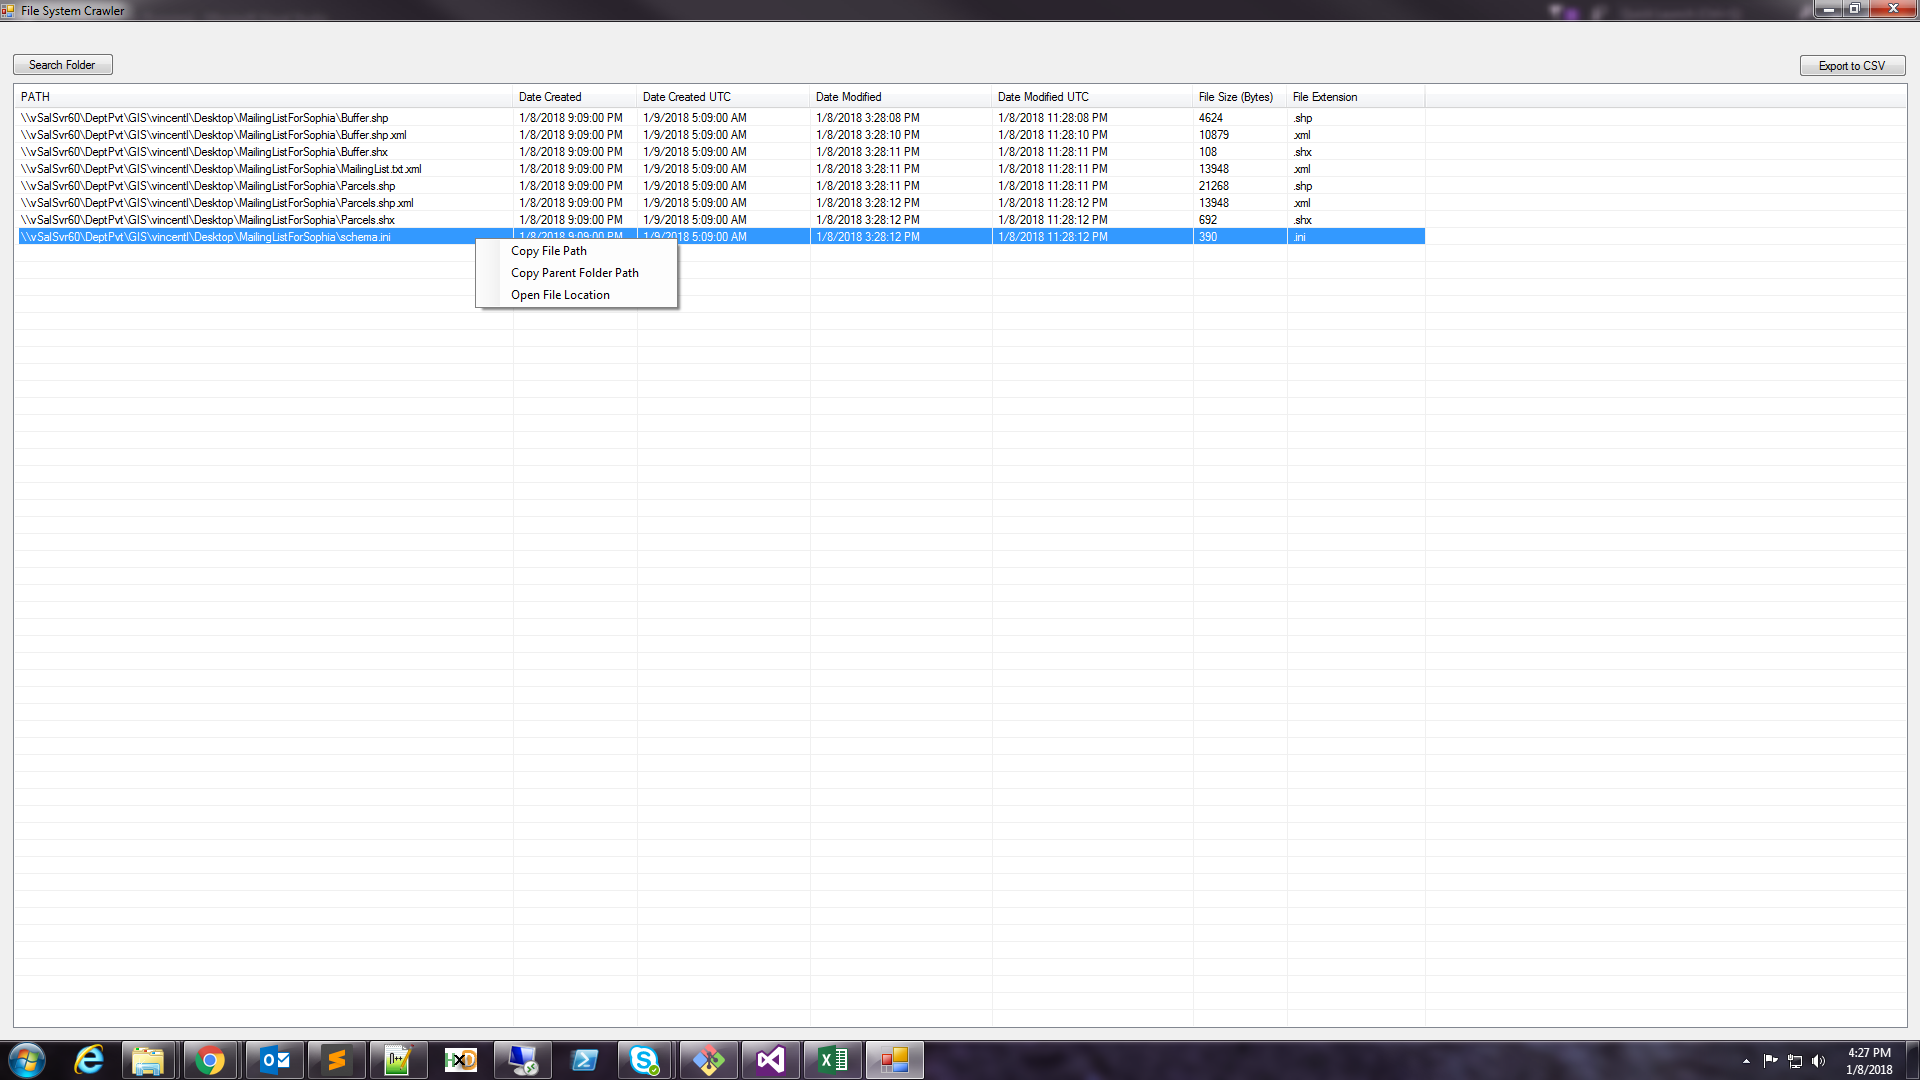 File System Crawler
Search Folder
Export to CSV
PATH Date Created Date Created UTC Date Modified Date Modified UTC File Size (Bytes) File Extension
\\vSalSvr60\DeptPvt\GIS\vincentl\Desktop\MailingListForSophia\Buffer.shp 1/8/2018 9:09:00 PM 1/9/2018 5:09:00 AM 1/8/2018 3:28:08 PM 1/8/2018 11:28:08 PM 4624 .shp
\\vSalSvr60\DeptPvt\GIS\vincentl\Desktop\MailingListForSophia\Buffer.shp.xml 1/8/2018 9:09:00 PM 1/9/2018 5:09:00 AM 1/8/2018 3:28:10 PM 1/8/2018 11:28:10 PM 10879 .xml
\\vSalSvr60\DeptPvt\GIS\vincentl\Desktop\MailingListForSophia\Buffer.shx 1/8/2018 9:09:00 PM 1/9/2018 5:09:00 AM 1/8/2018 3:28:11 PM 1/8/2018 11:28:11 PM 108 .shx
\\vSalSvr60\DeptPvt\GIS\vincentl\Desktop\MailingListForSophia\MailingList.txt.xml 1/8/2018 9:09:00 PM 1/9/2018 5:09:00 AM 1/8/2018 3:28:11 PM 1/8/2018 11:28:11 PM 13948 .xml
\\vSalSvr60\DeptPvt\GIS\vincentl\Desktop\MailingListForSophia\Parcels.shp 1/8/2018 9:09:00 PM 1/9/2018 5:09:00 AM 1/8/2018 3:28:11 PM 1/8/2018 11:28:11 PM 21268 .shp
\\vSalSvr60\DeptPvt\GIS\vincentl\Desktop\MailingListForSophia\Parcels.shp.xml 1/8/2018 9:09:00 PM 1/9/2018 5:09:00 AM 1/8/2018 3:28:12 PM 1/8/2018 11:28:12 PM 13948 .xml
\\vSalSvr60\DeptPvt\GIS\vincentl\Desktop\MailingListForSophia\Parcels.shx 1/8/2018 9:09:00 PM 1/9/2018 5:09:00 AM 1/8/2018 3:28:12 PM 1/8/2018 11:28:12 PM 692 .shx
\\vSalSvr60\DeptPvt\GIS\vincentl\Desktop\MailingListForSophia\schema.ini 1/8/2018 9:09:00 PM 1/9/2018 5:09:00 AM 1/8/2018 3:28:12 PM 1/8/2018 11:28:12 PM 390 .ini
Copy File Path
Copy Parent Folder Path
Open File Location
4:27 PM
1/8/2018